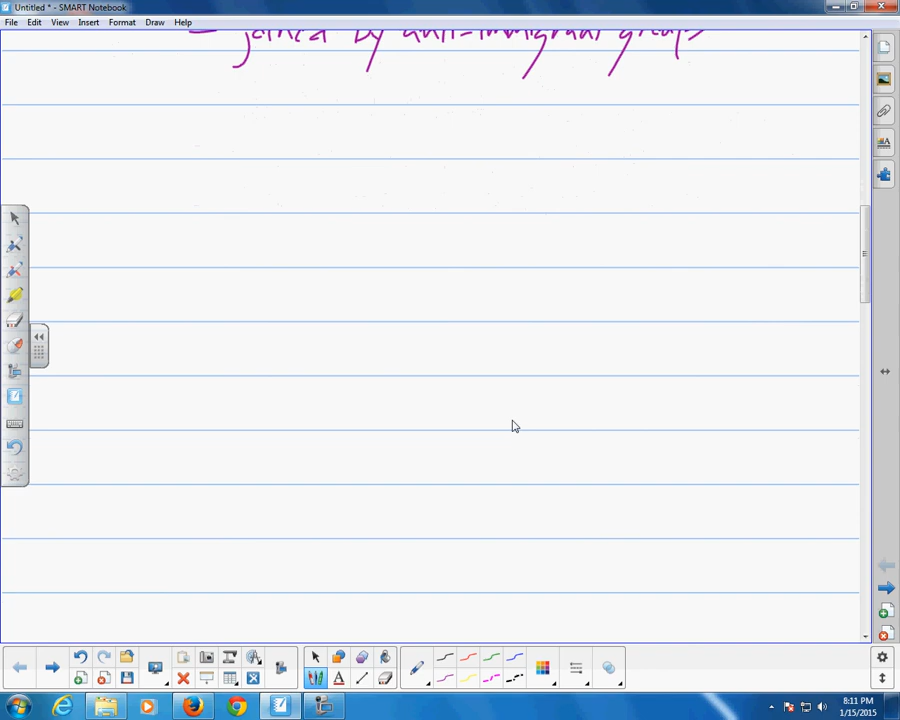 Untitled * - SMART Notebook
File Edit View Insert Format Draw Help
– joined by anti-immigrant groups
8:11 PM
1/15/2015